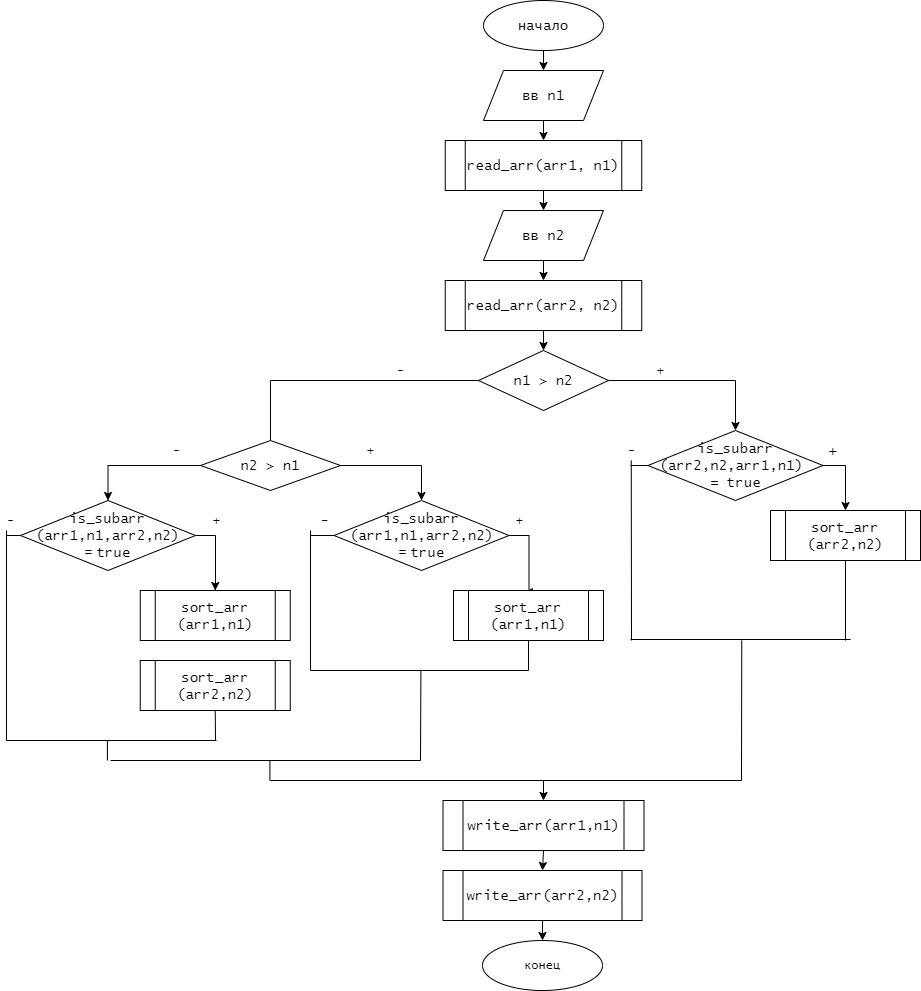 начало
вв n1
read_arr(arr1, n1)
вв n2
read_arr(arr2, n2)
n1 > n2
-
+
n2 > n1
-
+
is_subarr
(arr2,n2,arr1,n1)
= true
-
+
is_subarr
(arr1,n1,arr2,n2)
= true
-
+
is_subarr
(arr1,n1,arr2,n2)
= true
-
+
sort_arr
(arr2,n2)
sort_arr
(arr1,n1)
sort_arr
(arr1,n1)
sort_arr
(arr2,n2)
write_arr(arr1,n1)
write_arr(arr2,n2)
конец